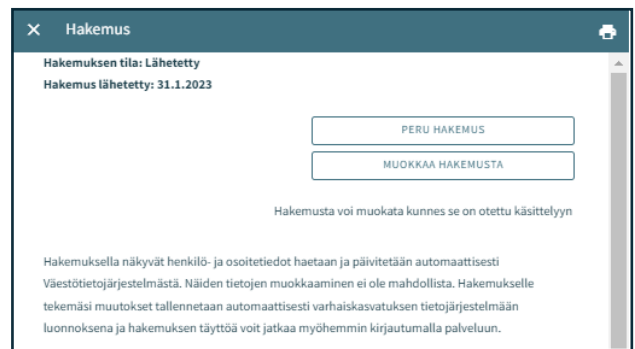 Hakemus
Hakemuksen tila: Lähetetty
Hakemus lähetetty: 31.1.2023
PERU HAKEMUS
MUOKKAA HAKEMUSTA
Hakemusta voi muokata kunnes se on otettu käsittelyyn
Hakemuksella näkyvät henkilö- ja osoitetiedot haetaan ja päivitetään automaattisesti
Väestötietojärjestelmästä. Näiden tietojen muokkaaminen ei ole mahdollista. Hakemukselle
tekemäsi muutokset tallennetaan automaattisesti varhaiskasvatuksen tietojärjestelmään
luonnoksena ja hakemuksen täyttöä voit jatkaa myöhemmin kirjautumalla palveluun.